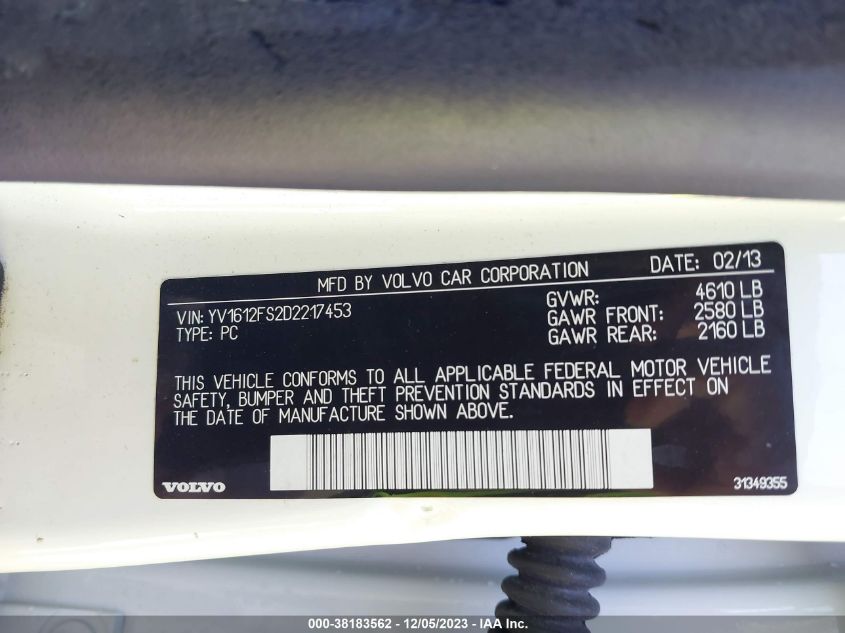 MFD BY VOLVO CAR CORPORATION DATE: 02/13
VIN: YV1612FS2D2217453
TYPE: PC
GVWR: 4610 LB
GAWR FRONT: 2580 LB
GAWR REAR: 2160 LB
THIS VEHICLE CONFORMS TO ALL APPLICABLE FEDERAL MOTOR VEHICLE
SAFETY, BUMPER AND THEFT PREVENTION STANDARDS IN EFFECT ON
THE DATE OF MANUFACTURE SHOWN ABOVE.
VOLVO 31349355
000-38183562 - 12/05/2023 - IAA Inc.